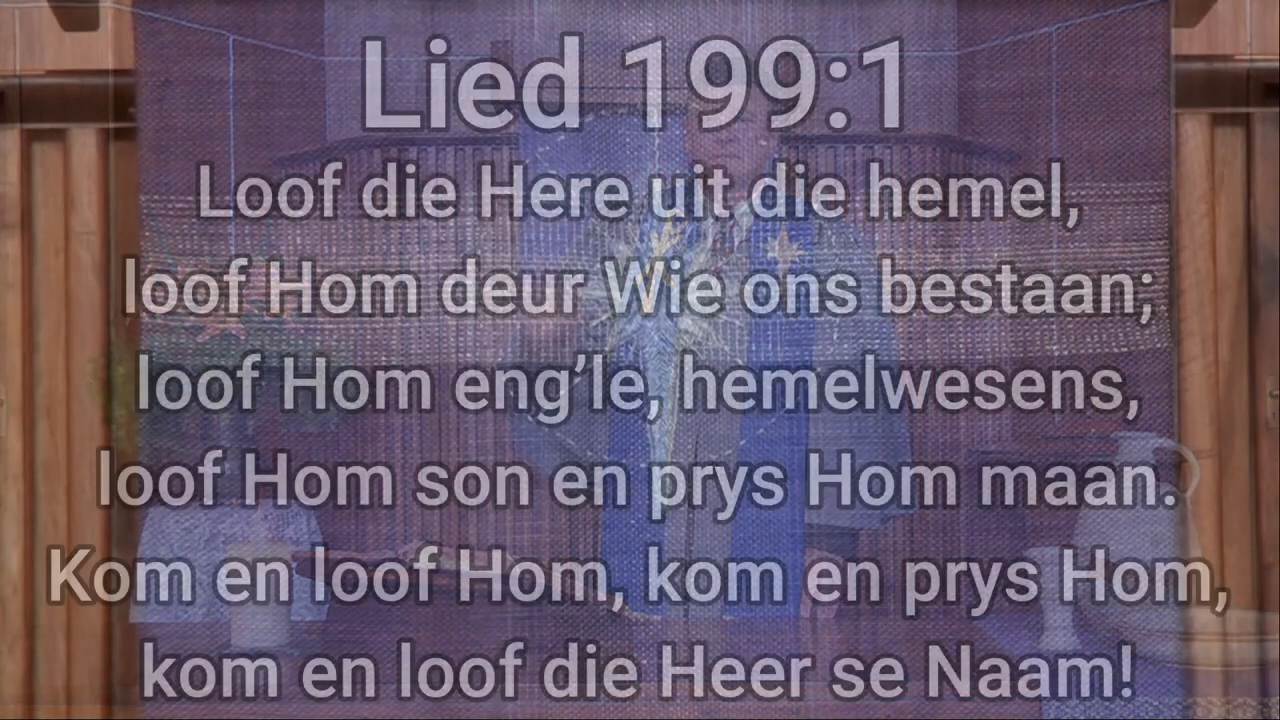 Lied 199:1
Loof die Here uit die hemel,
loof Hom deur Wie ons bestaan;
loof Hom eng’le, hemelwesens,
loof Hom son en prys Hom maan.
Kom en loof Hom, kom en prys Hom,
kom en loof die Heer se Naam!